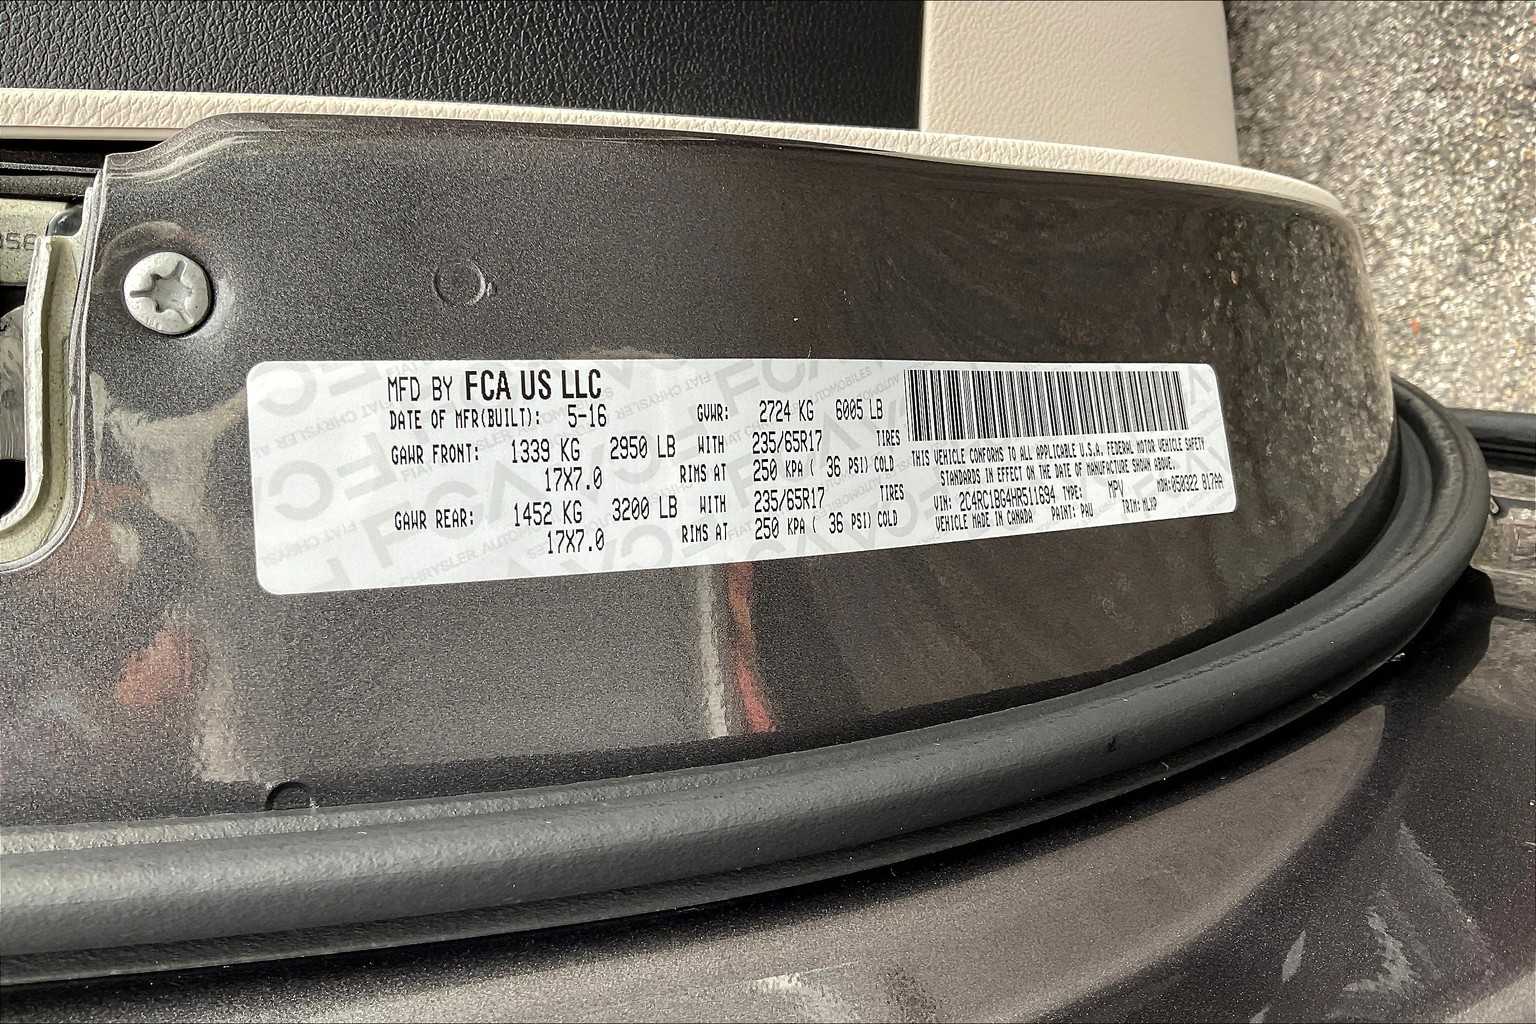 MFD BY FCA US LLC
DATE OF MFR(BUILT): 5-16 GVWR: 2724 KG 6005 LB
GAWR FRONT: 1339 KG 2950 LB WITH 235/65R17 TIRES
17X7.0 RIMS AT 250 KPA ( 36 PSI) COLD
GAWR REAR: 1452 KG 3200 LB WITH 235/65R17 TIRES
17X7.0 RIMS AT 250 KPA ( 36 PSI) COLD
THIS VEHICLE CONFORMS TO ALL APPLICABLE U.S.A. FEDERAL MOTOR VEHICLE SAFETY
STANDARDS IN EFFECT ON THE DATE OF MANUFACTURE SHOWN ABOVE.
VIN: 2C4RC1BG4HR511694 TYPE: MPV MDH:050322 817AA
VEHICLE MADE IN CANADA PAINT: PAU TRIM: MLXP